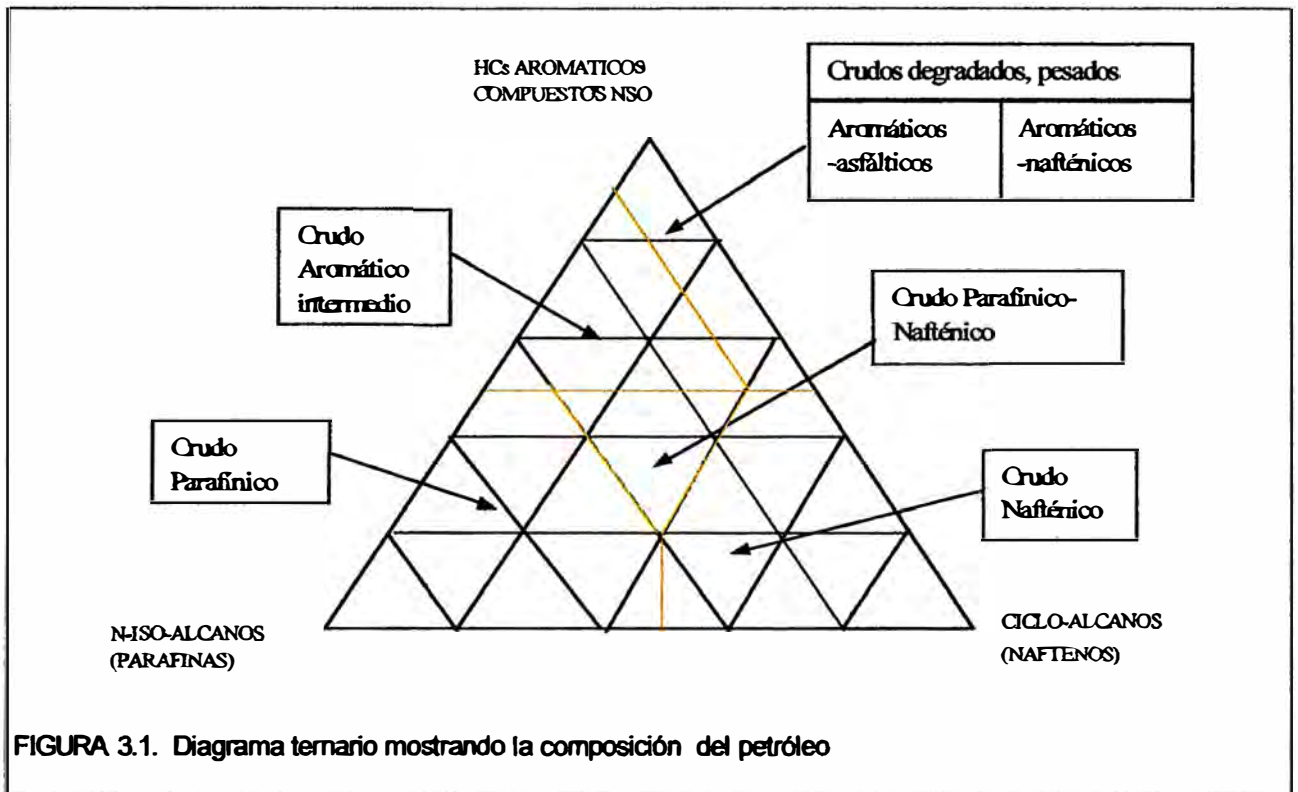 HCs AROMATICOS
COMPUESTOS NSO
Crudos degradados, pesados
Aromáticos
-asfálticos
Aromáticos
-nafténicos
Crudo
Aromático
intermedio
Crudo Parafínico-
Nafténico
Crudo
Parafínico
Crudo
Nafténico
N-ISO-ALCANOS
(PARAFINAS)
CICLO-ALCANOS
(NAFTENOS)
FIGURA 3.1. Diagrama ternario mostrando la composición del petróleo